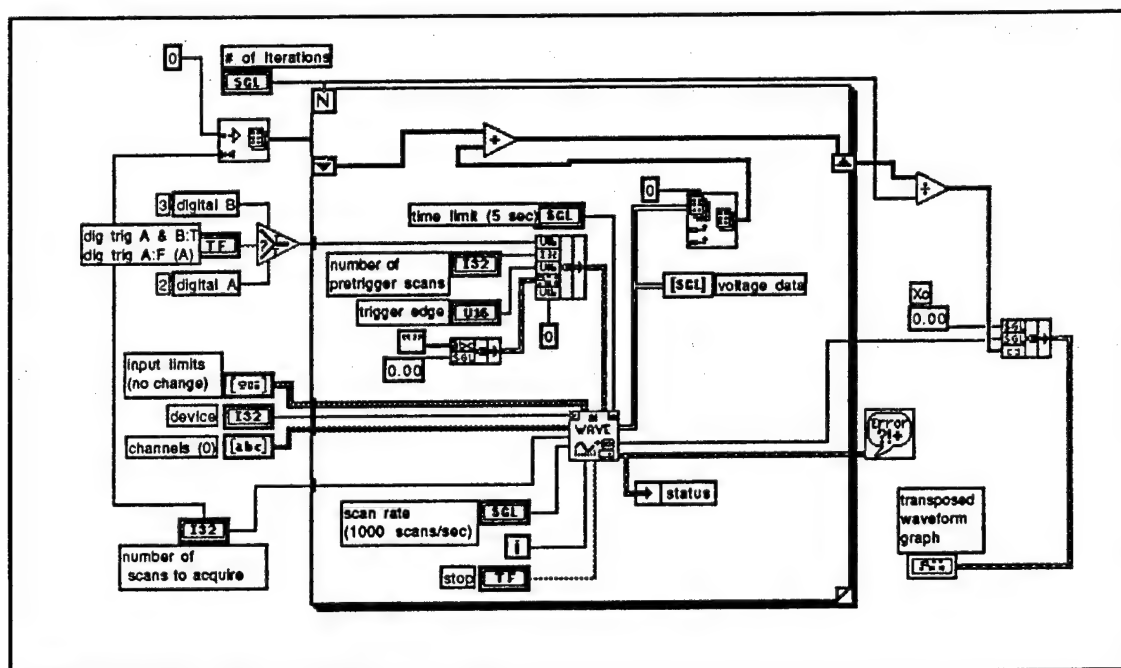 0
# of Iterations
SGL
N
3 digital B
dig trig A & B:T
dig trig A:F (A)
TF
?
2 digital A
time limit (5 sec)
SGL
0
number of
pretrigger scans
I32
trigger edge
U16
0
0.00
SGL
[SGL] voltage data
Xo
0.00
SGL
SGL
input limits
(no change)
device
I32
channels (0)
[abc]
WAVE
Error
?!+
status
scan rate
(1000 scans/sec)
SGL
i
stop
TF
I32
number of
scans to acquire
transposed
waveform
graph